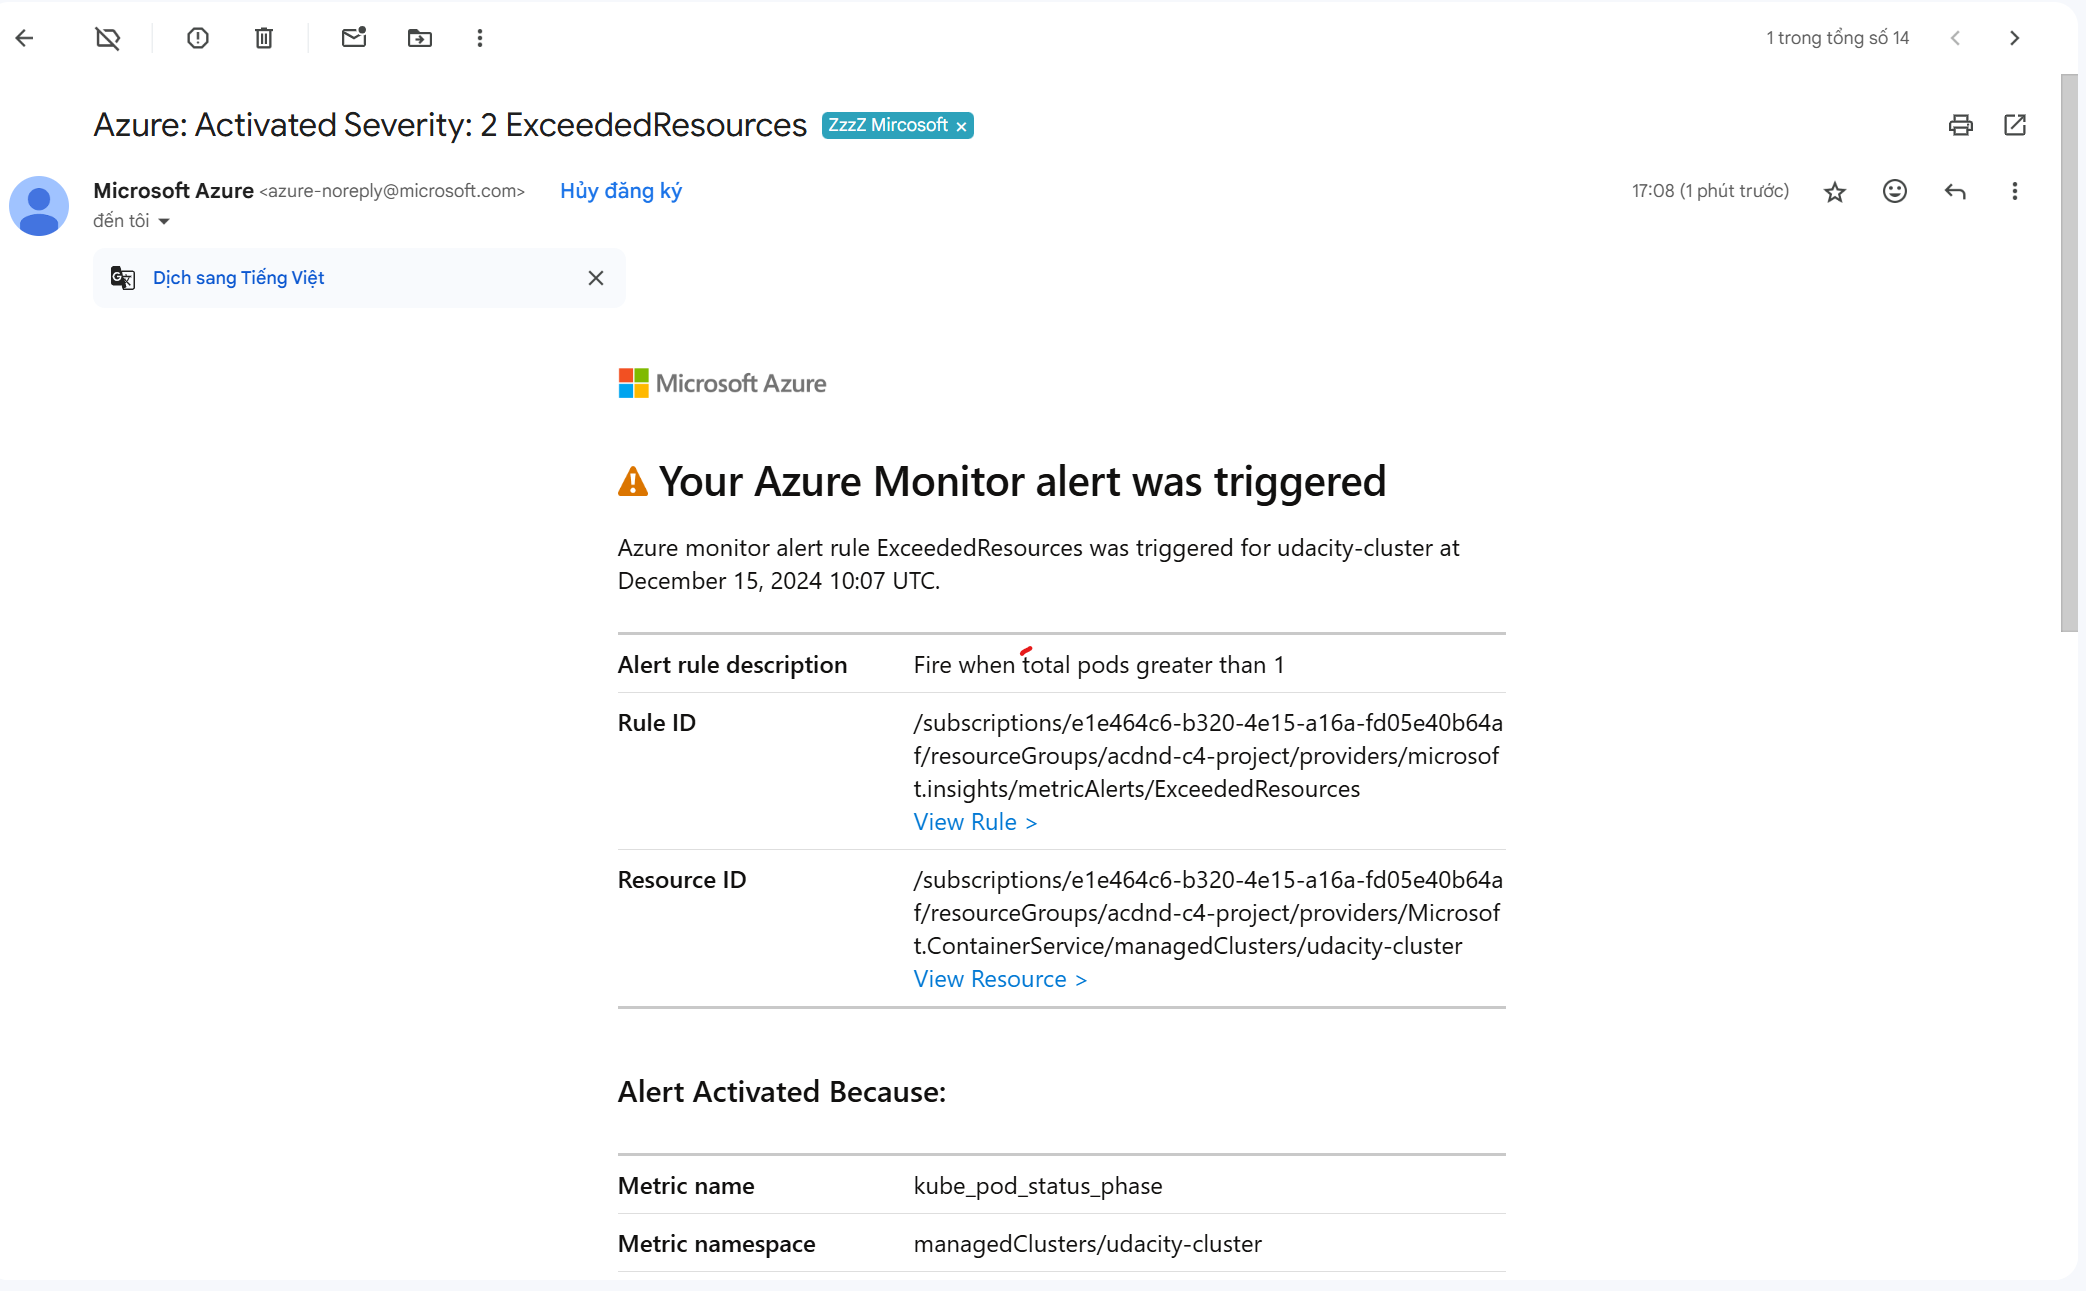 1 trong tổng số 14
Azure: Activated Severity: 2 ExceededResources ZzzZ Mircosoft ×
Microsoft Azure <azure-noreply@microsoft.com> Hủy đăng ký 17:08 (1 phút trước)
đến tôi
Dịch sang Tiếng Việt
Microsoft Azure
Your Azure Monitor alert was triggered
Azure monitor alert rule ExceededResources was triggered for udacity-cluster at
December 15, 2024 10:07 UTC.
Alert rule description Fire when total pods greater than 1
Rule ID /subscriptions/e1e464c6-b320-4e15-a16a-fd05e40b64a
f/resourceGroups/acdnd-c4-project/providers/microsof
t.insights/metricAlerts/ExceededResources
View Rule >
Resource ID /subscriptions/e1e464c6-b320-4e15-a16a-fd05e40b64a
f/resourceGroups/acdnd-c4-project/providers/Microsof
t.ContainerService/managedClusters/udacity-cluster
View Resource >
Alert Activated Because:
Metric name kube_pod_status_phase
Metric namespace managedClusters/udacity-cluster